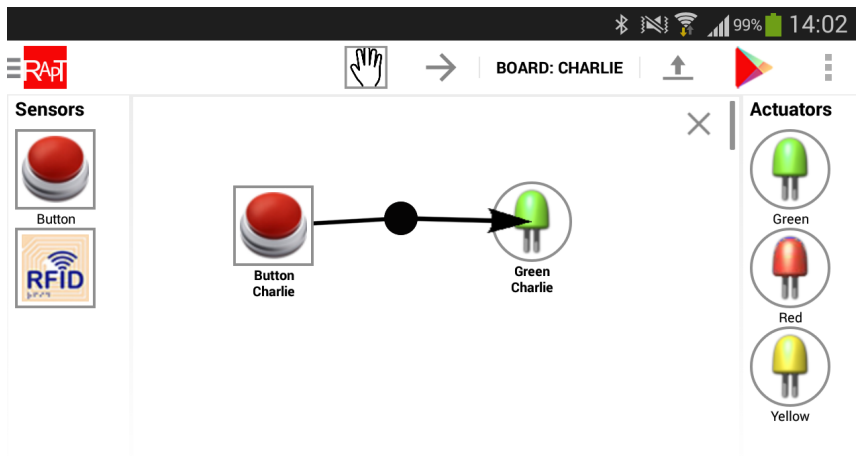 99% 14:02
RAPT BOARD: CHARLIE
Sensors
Actuators
Button
RFID
Button
Charlie
Green
Charlie
Green
Red
Yellow